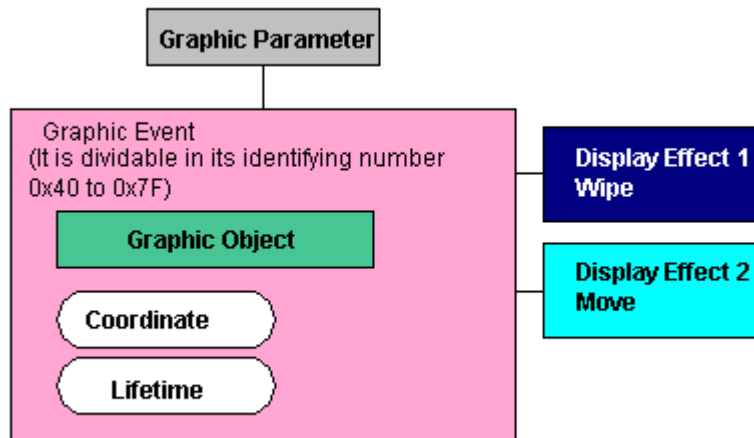 Graphic Parameter
Graphic Event
(It is dividable in its identifying number
0x40 to 0x7F)
Graphic Object
Coordinate
Lifetime
Display Effect 1
Wipe
Display Effect 2
Move